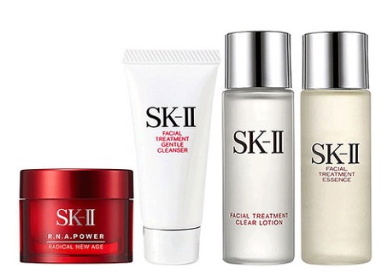 SK-II
R.N.A.POWER
RADICAL NEW AGE
SK-II
FACIAL
TREATMENT
GENTLE
CLEANSER
SK-II
FACIAL TREATMENT
CLEAR LOTION
SK-II
FACIAL
TREATMENT
ESSENCE